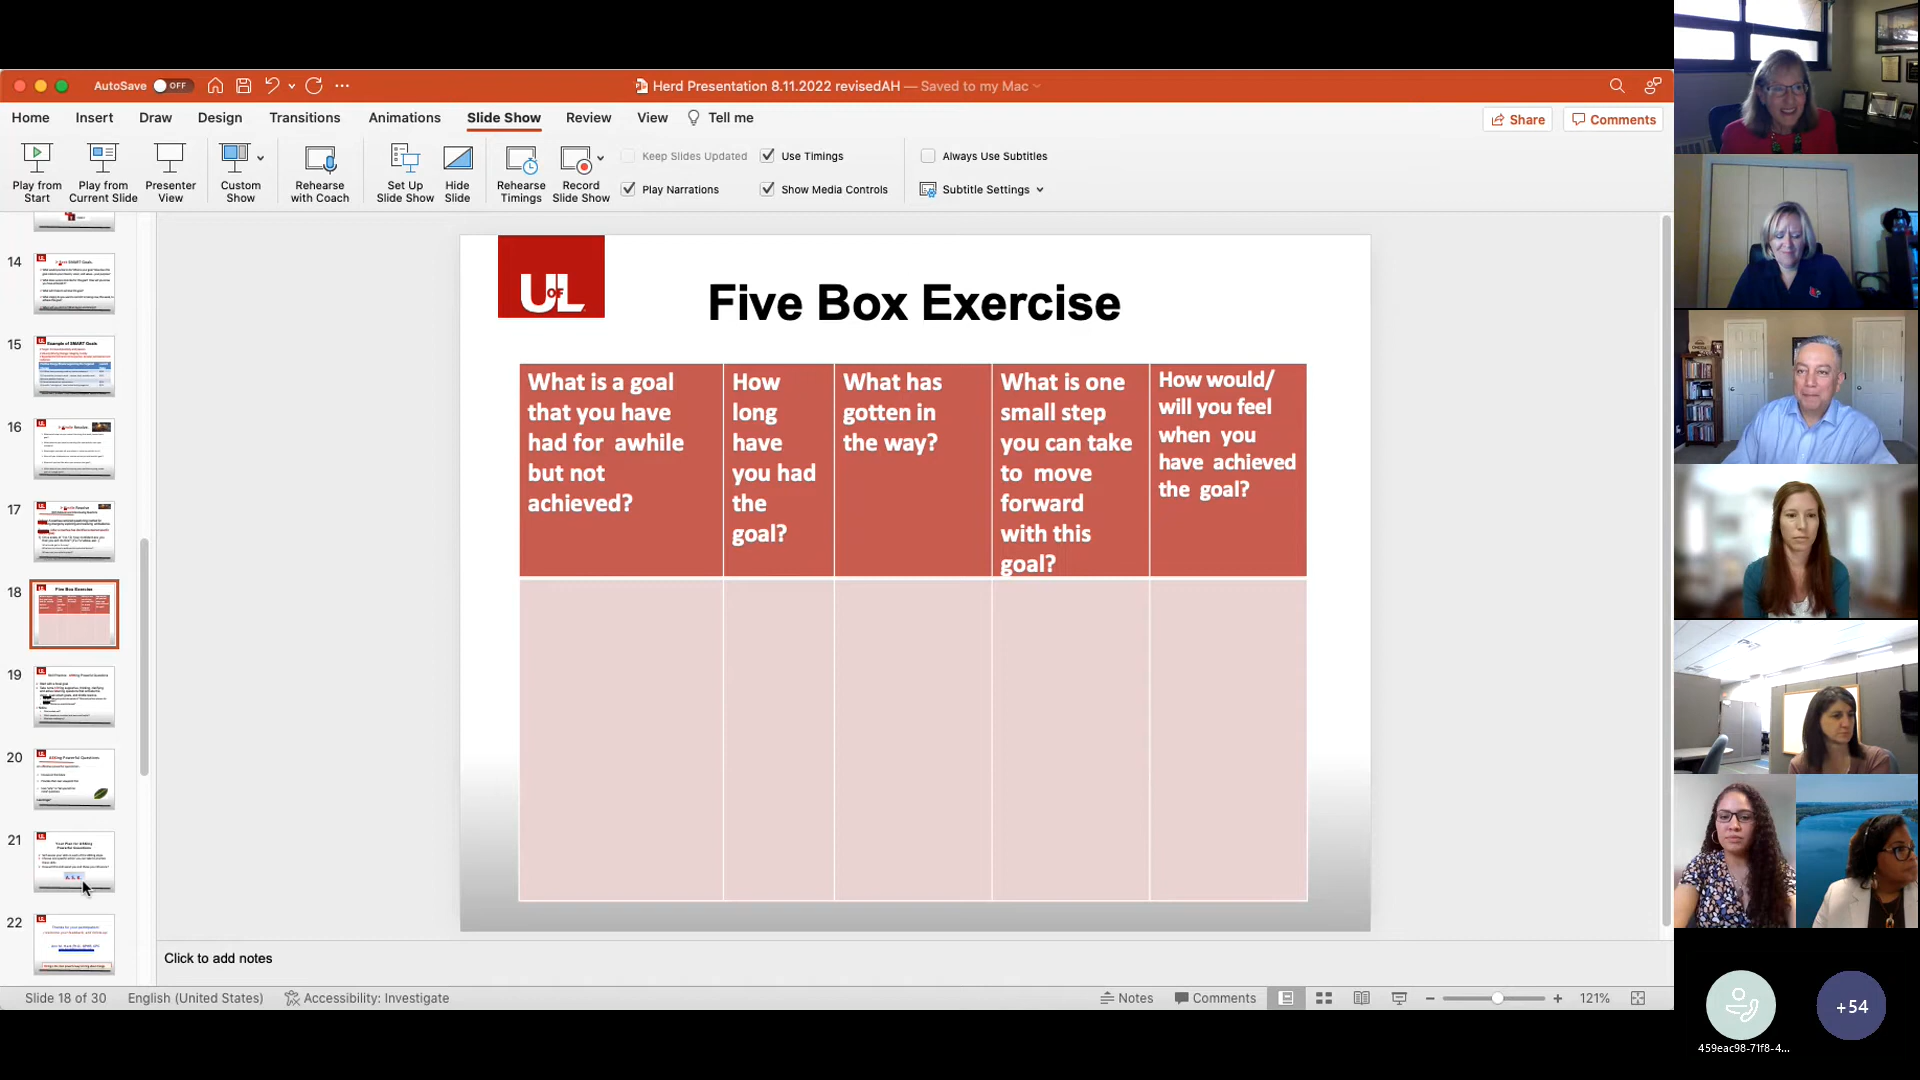 AutoSave OFF
Herd Presentation 8.11.2022 revisedAH — Saved to my Mac
Home Insert Draw Design Transitions Animations Slide Show Review View Tell me
Share Comments
Play from Start
Play from Current Slide
Presenter View
Custom Show
Rehearse with Coach
Set Up Slide Show
Hide Slide
Rehearse Timings
Record Slide Show
Keep Slides Updated
Play Narrations
Use Timings
Show Media Controls
Always Use Subtitles
Subtitle Settings
14
15
Example of SMART Goals
16
17
18
Five Box Exercise
19
20
21
22
UOFL
Five Box Exercise
What is a goal
that you have
had for awhile
but not
achieved?
How
long
have
you had
the
goal?
What has
gotten in
the way?
What is one
small step
you can take
to move
forward
with this
goal?
How would/
will you feel
when you
have achieved
the goal?
Click to add notes
Slide 18 of 30 English (United States) Accessibility: Investigate
Notes Comments 121%
459eac98-71f8-4...
+54